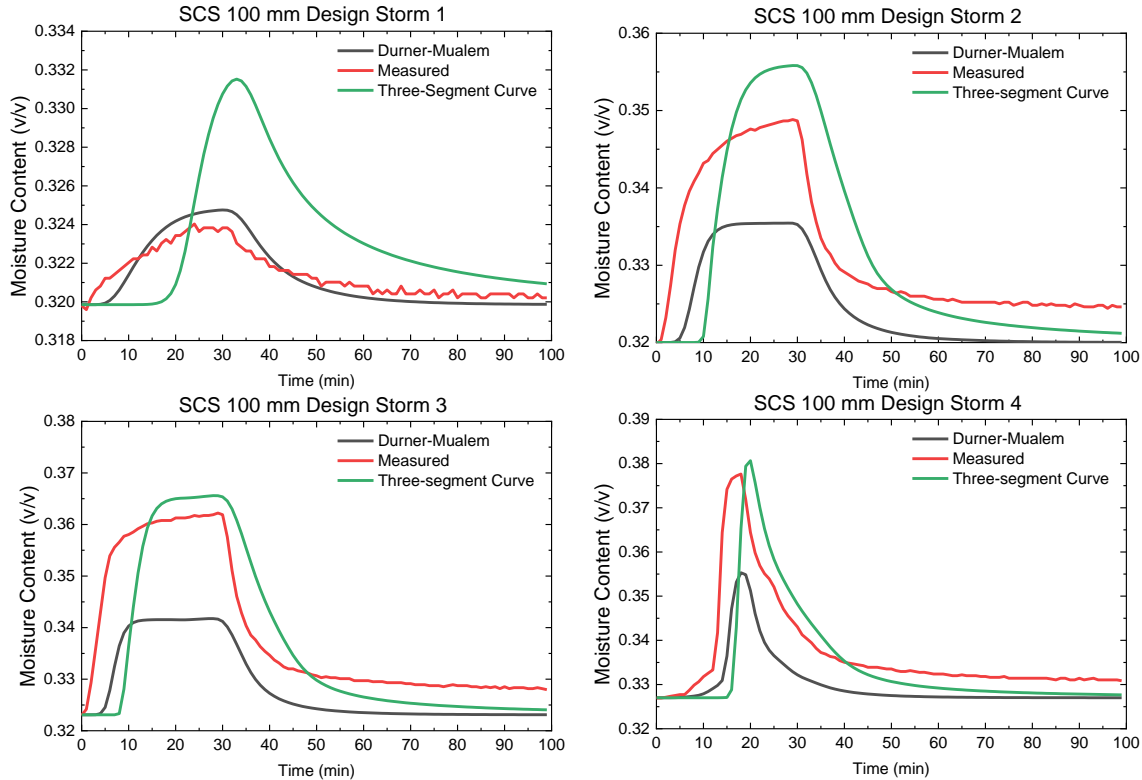 SCS 100 mm Design Storm 1
0.334
0.332
0.330
0.328
0.326
0.324
0.322
0.320
0.318
Moisture Content (v/v)
Durner-Mualem
Measured
Three-Segment Curve
0 10 20 30 40 50 60 70 80 90 100
Time (min)
SCS 100 mm Design Storm 2
0.36
0.35
0.34
0.33
0.32
Moisture Content (v/v)
Durner-Mualem
Measured
Three-segment Curve
0 10 20 30 40 50 60 70 80 90 100
Time (min)
SCS 100 mm Design Storm 3
0.38
0.37
0.36
0.35
0.34
0.33
0.32
Moisture Content (v/v)
Durner-Mualem
Measured
Three-segment Curve
0 10 20 30 40 50 60 70 80 90 100
Time (min)
SCS 100 mm Design Storm 4
0.39
0.38
0.37
0.36
0.35
0.34
0.33
0.32
Moisture Content (v/v)
Durner-Mualem
Measured
Three-segment Curve
0 10 20 30 40 50 60 70 80 90 100
Time (min)